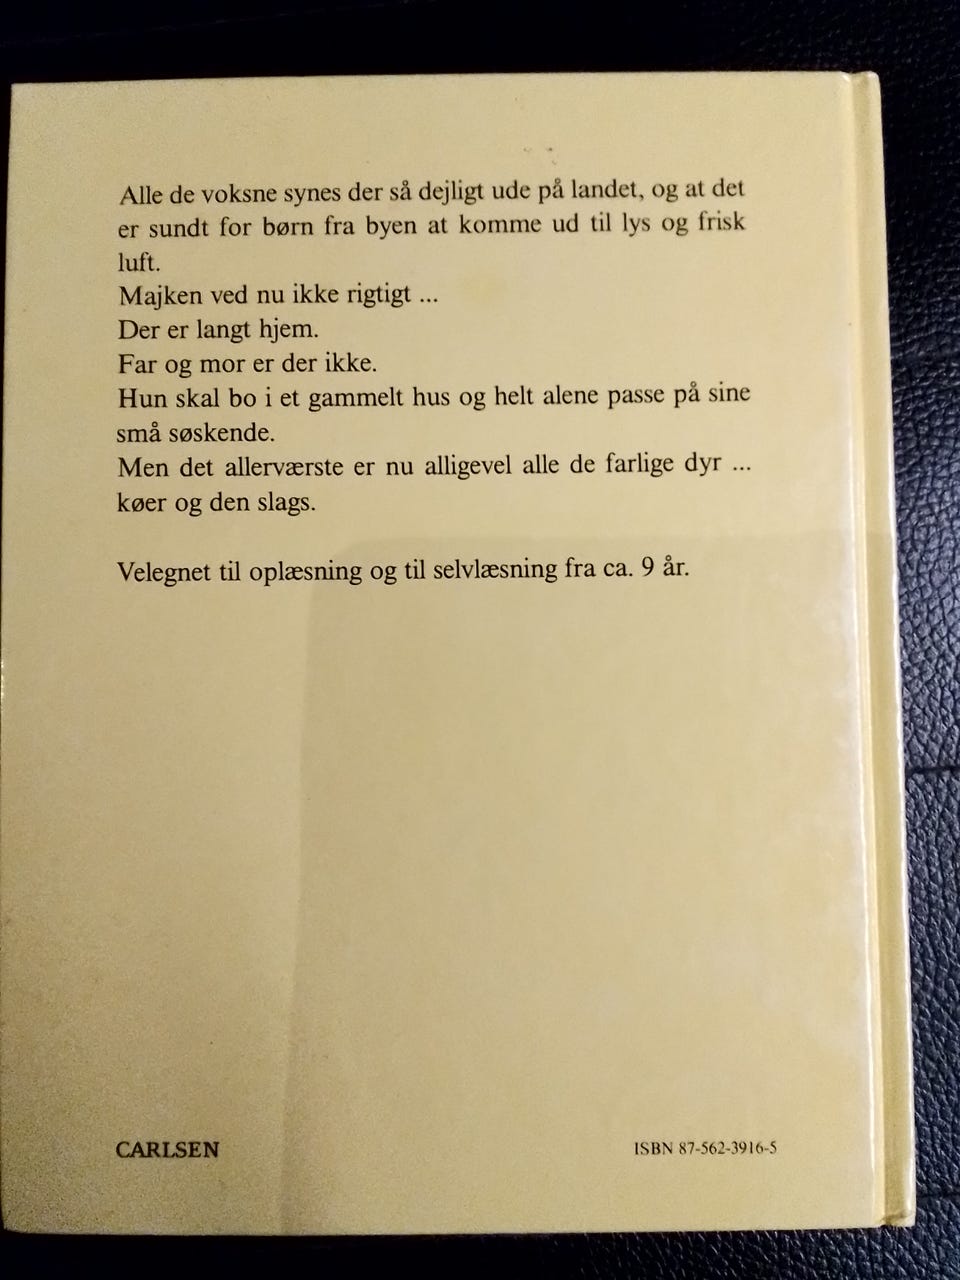 Alle de voksne synes der så dejligt ude på landet, og at det
er sundt for børn fra byen at komme ud til lys og frisk
luft.
Majken ved nu ikke rigtigt ...
Der er langt hjem.
Far og mor er der ikke.
Hun skal bo i et gammelt hus og helt alene passe på sine
små søskende.
Men det allerværste er nu alligevel alle de farlige dyr ...
køer og den slags.
Velegnet til oplæsning og til selvlæsning fra ca. 9 år.
CARLSEN
ISBN 87-562-3916-5